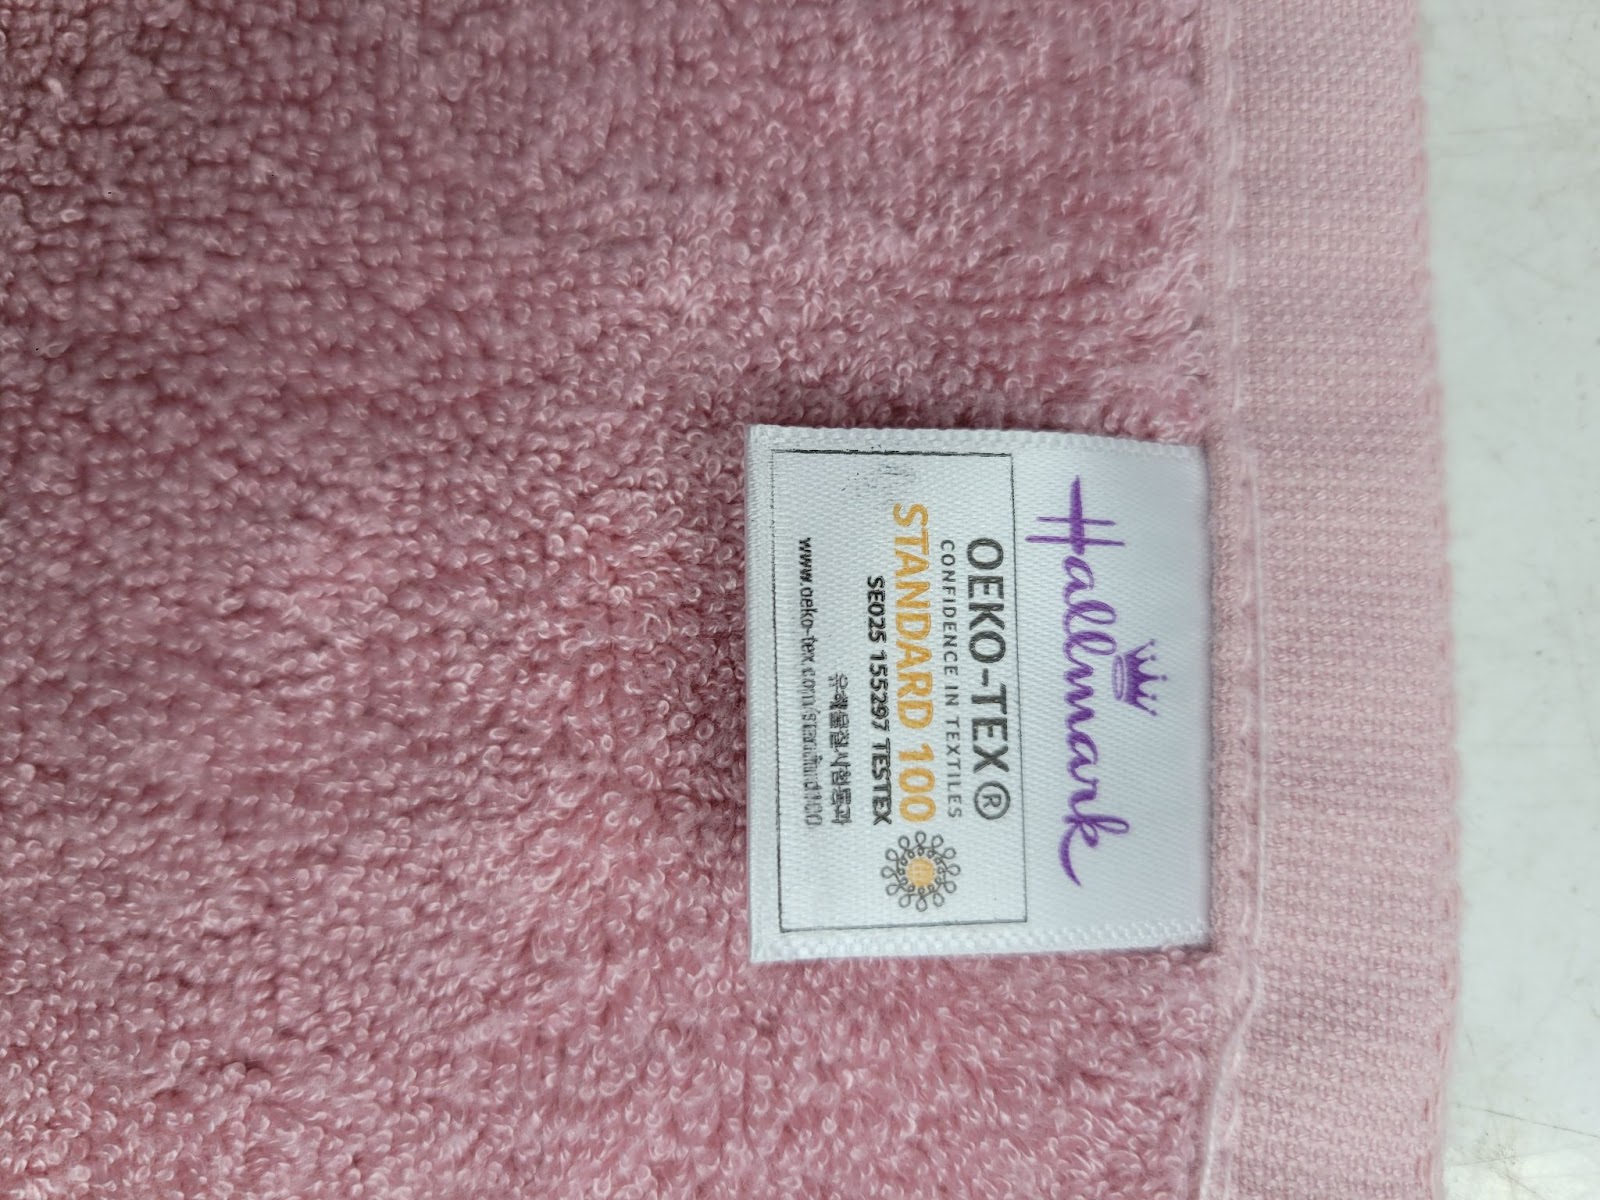 Hallmark
OEKO-TEX®
CONFIDENCE IN TEXTILES
STANDARD 100
SE025 155297 TESTEX
유해물질시험통과
www.oeko-tex.com/standard100